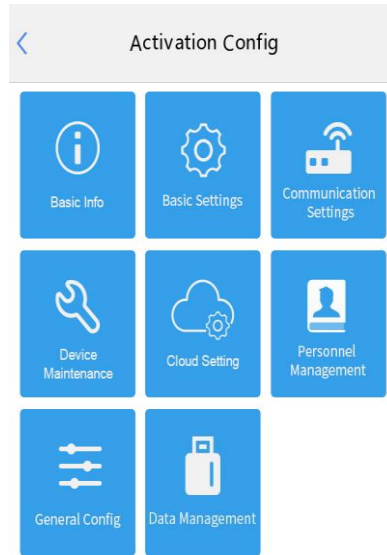 Activation Config
Basic Info
Basic Settings
Communication
Settings
Device
Maintenance
Cloud Setting
Personnel
Management
General Config
Data Management